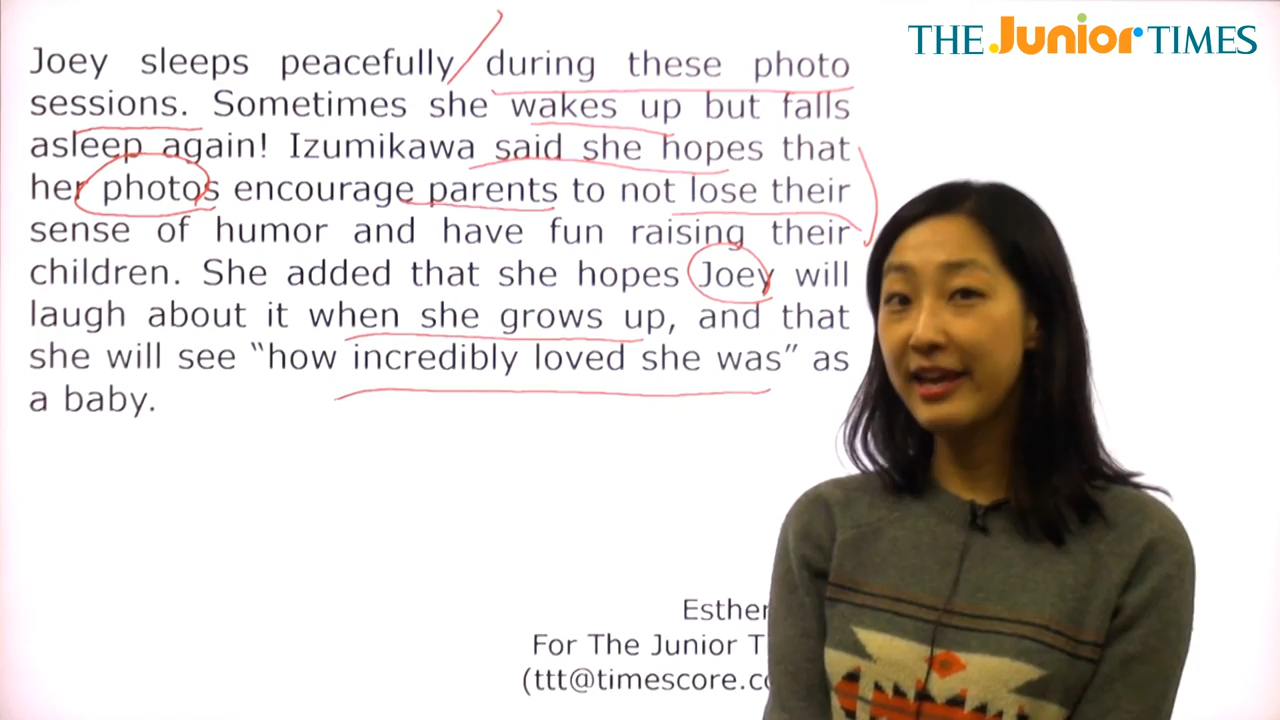 THE Junior TIMES
Joey sleeps peacefully during these photo
sessions. Sometimes she wakes up but falls
asleep again! Izumikawa said she hopes that
her photos encourage parents to not lose their
sense of humor and have fun raising their
children. She added that she hopes Joey will
laugh about it when she grows up, and that
she will see “how incredibly loved she was” as
a baby.
Esther
For The Junior T
(ttt@timescore.co